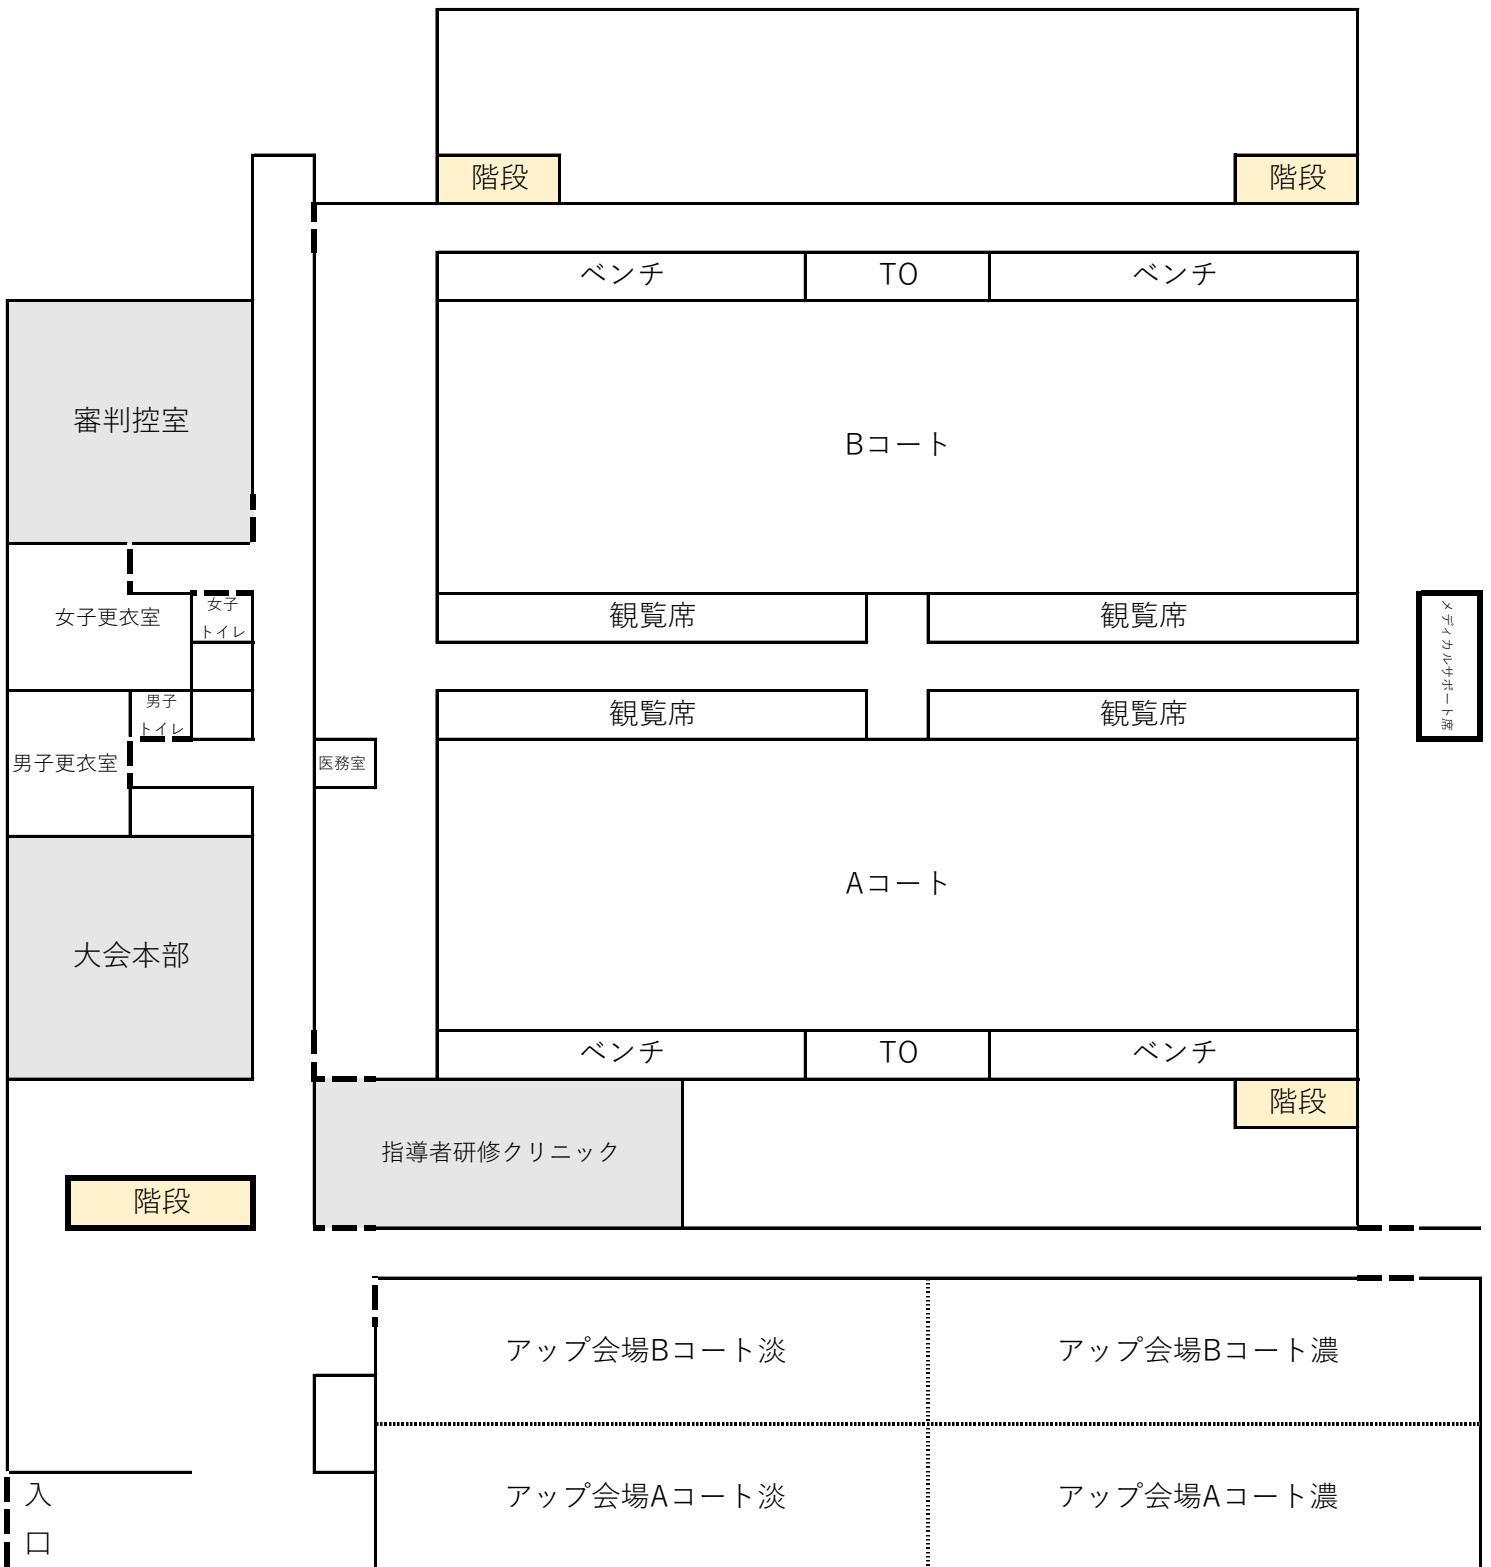 階段
階段
ベンチ
TO
ベンチ
審判控室
Bコート
女子更衣室
女子
トイレ
観覧席
観覧席
メディカルサポート席
男子
トイレ
観覧席
観覧席
男子更衣室
医務室
Aコート
大会本部
ベンチ
TO
ベンチ
階段
指導者研修クリニック
階段
アップ会場Bコート淡
アップ会場Bコート濃
アップ会場Aコート淡
アップ会場Aコート濃
入
口